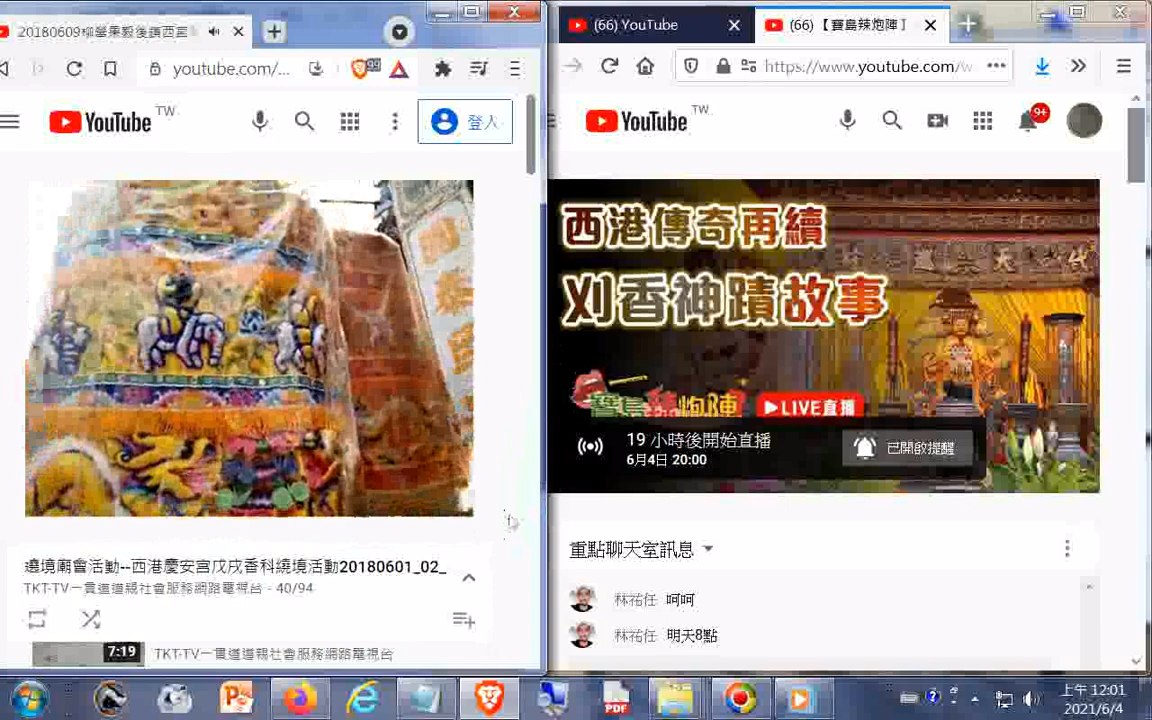 20180609柳營果毅後鎮西宮
youtube.com/...
99
YouTube
TW
登入
遶境廟會活動--西港慶安宮戊戌香科繞境活動20180601_02_
TKT-TV一貫道道親社會服務網路電視台 - 40/94
7:19
TKT-TV一貫道道親社會服務網路電視台
(66) YouTube
(66) 【寶島辣炮陣】
https://www.youtube.com/w
YouTube
TW
9+
西港傳奇再續
刈香神蹟故事
寶島辣炮陣
LIVE直播
19 小時後開始直播
6月4日 20:00
已開啟提醒
重點聊天室訊息
林祐任 呵呵
林祐任 明天8點
PDF
上午 12:01
2021/6/4